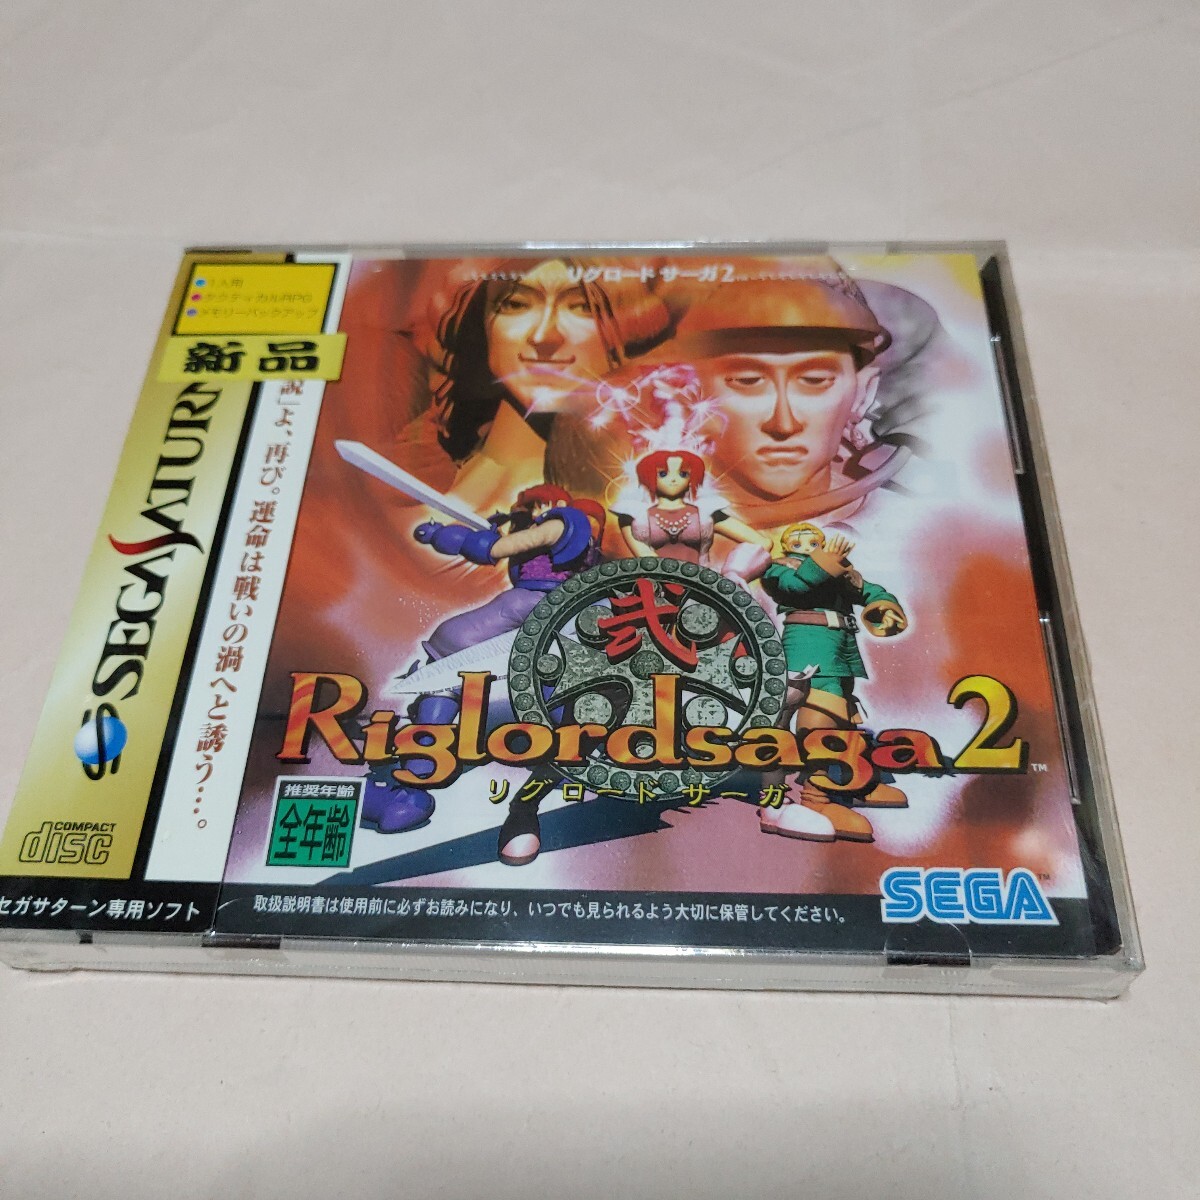 1人用
タクティカルRPG
メモリーバックアップ
新品
SEGA SATURN
COMPACT
disc
セガサターン専用ソフト
説」よ、再び。運命は戦いの渦へと誘う…。
リグロード サーガ2
弐
Riglordsaga2™
リグロード サーガ
推奨年齢
全年齢
SEGA™
取扱説明書は使用前に必ずお読みになり、いつでも見られるよう大切に保管してください。